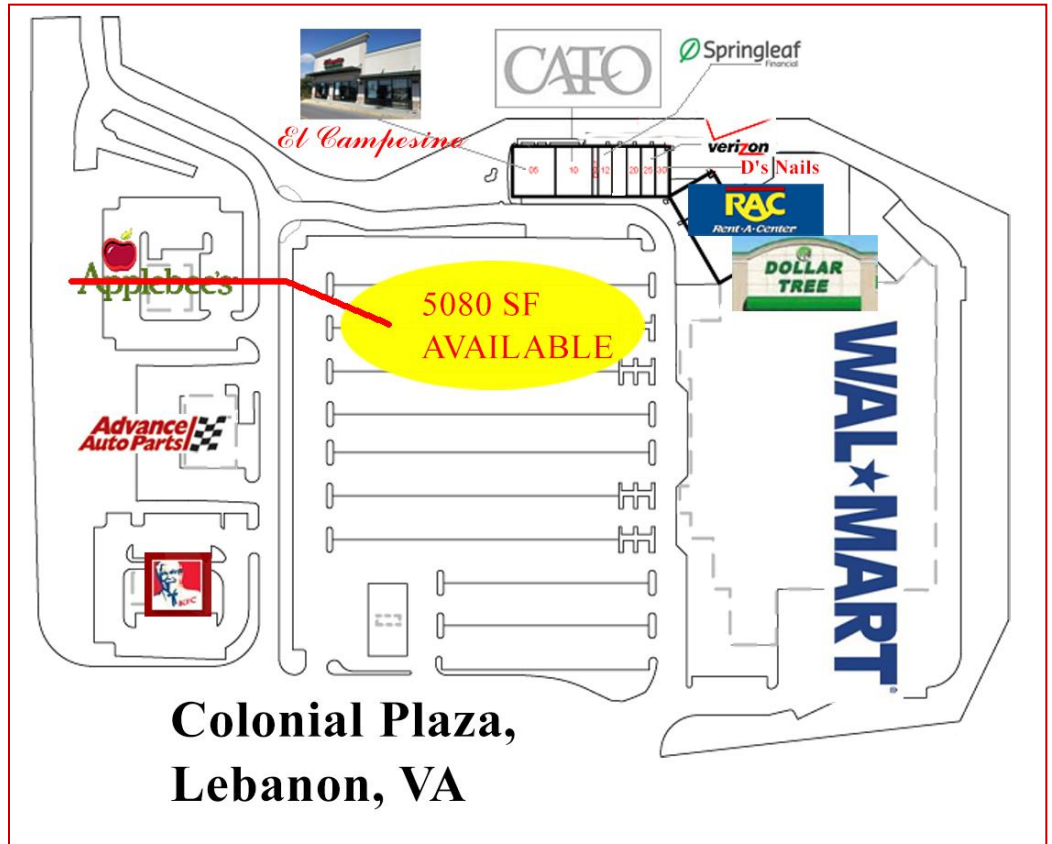 CATO
Springleaf
Financial
El Campesine
verizon
D's Nails
05
10
12
20
25
30
RAC
Rent-A-Center
DOLLAR
TREE
Applebee's
5080 SF
AVAILABLE
WAL★MART
Advance
Auto Parts
KFC
Colonial Plaza,
Lebanon, VA